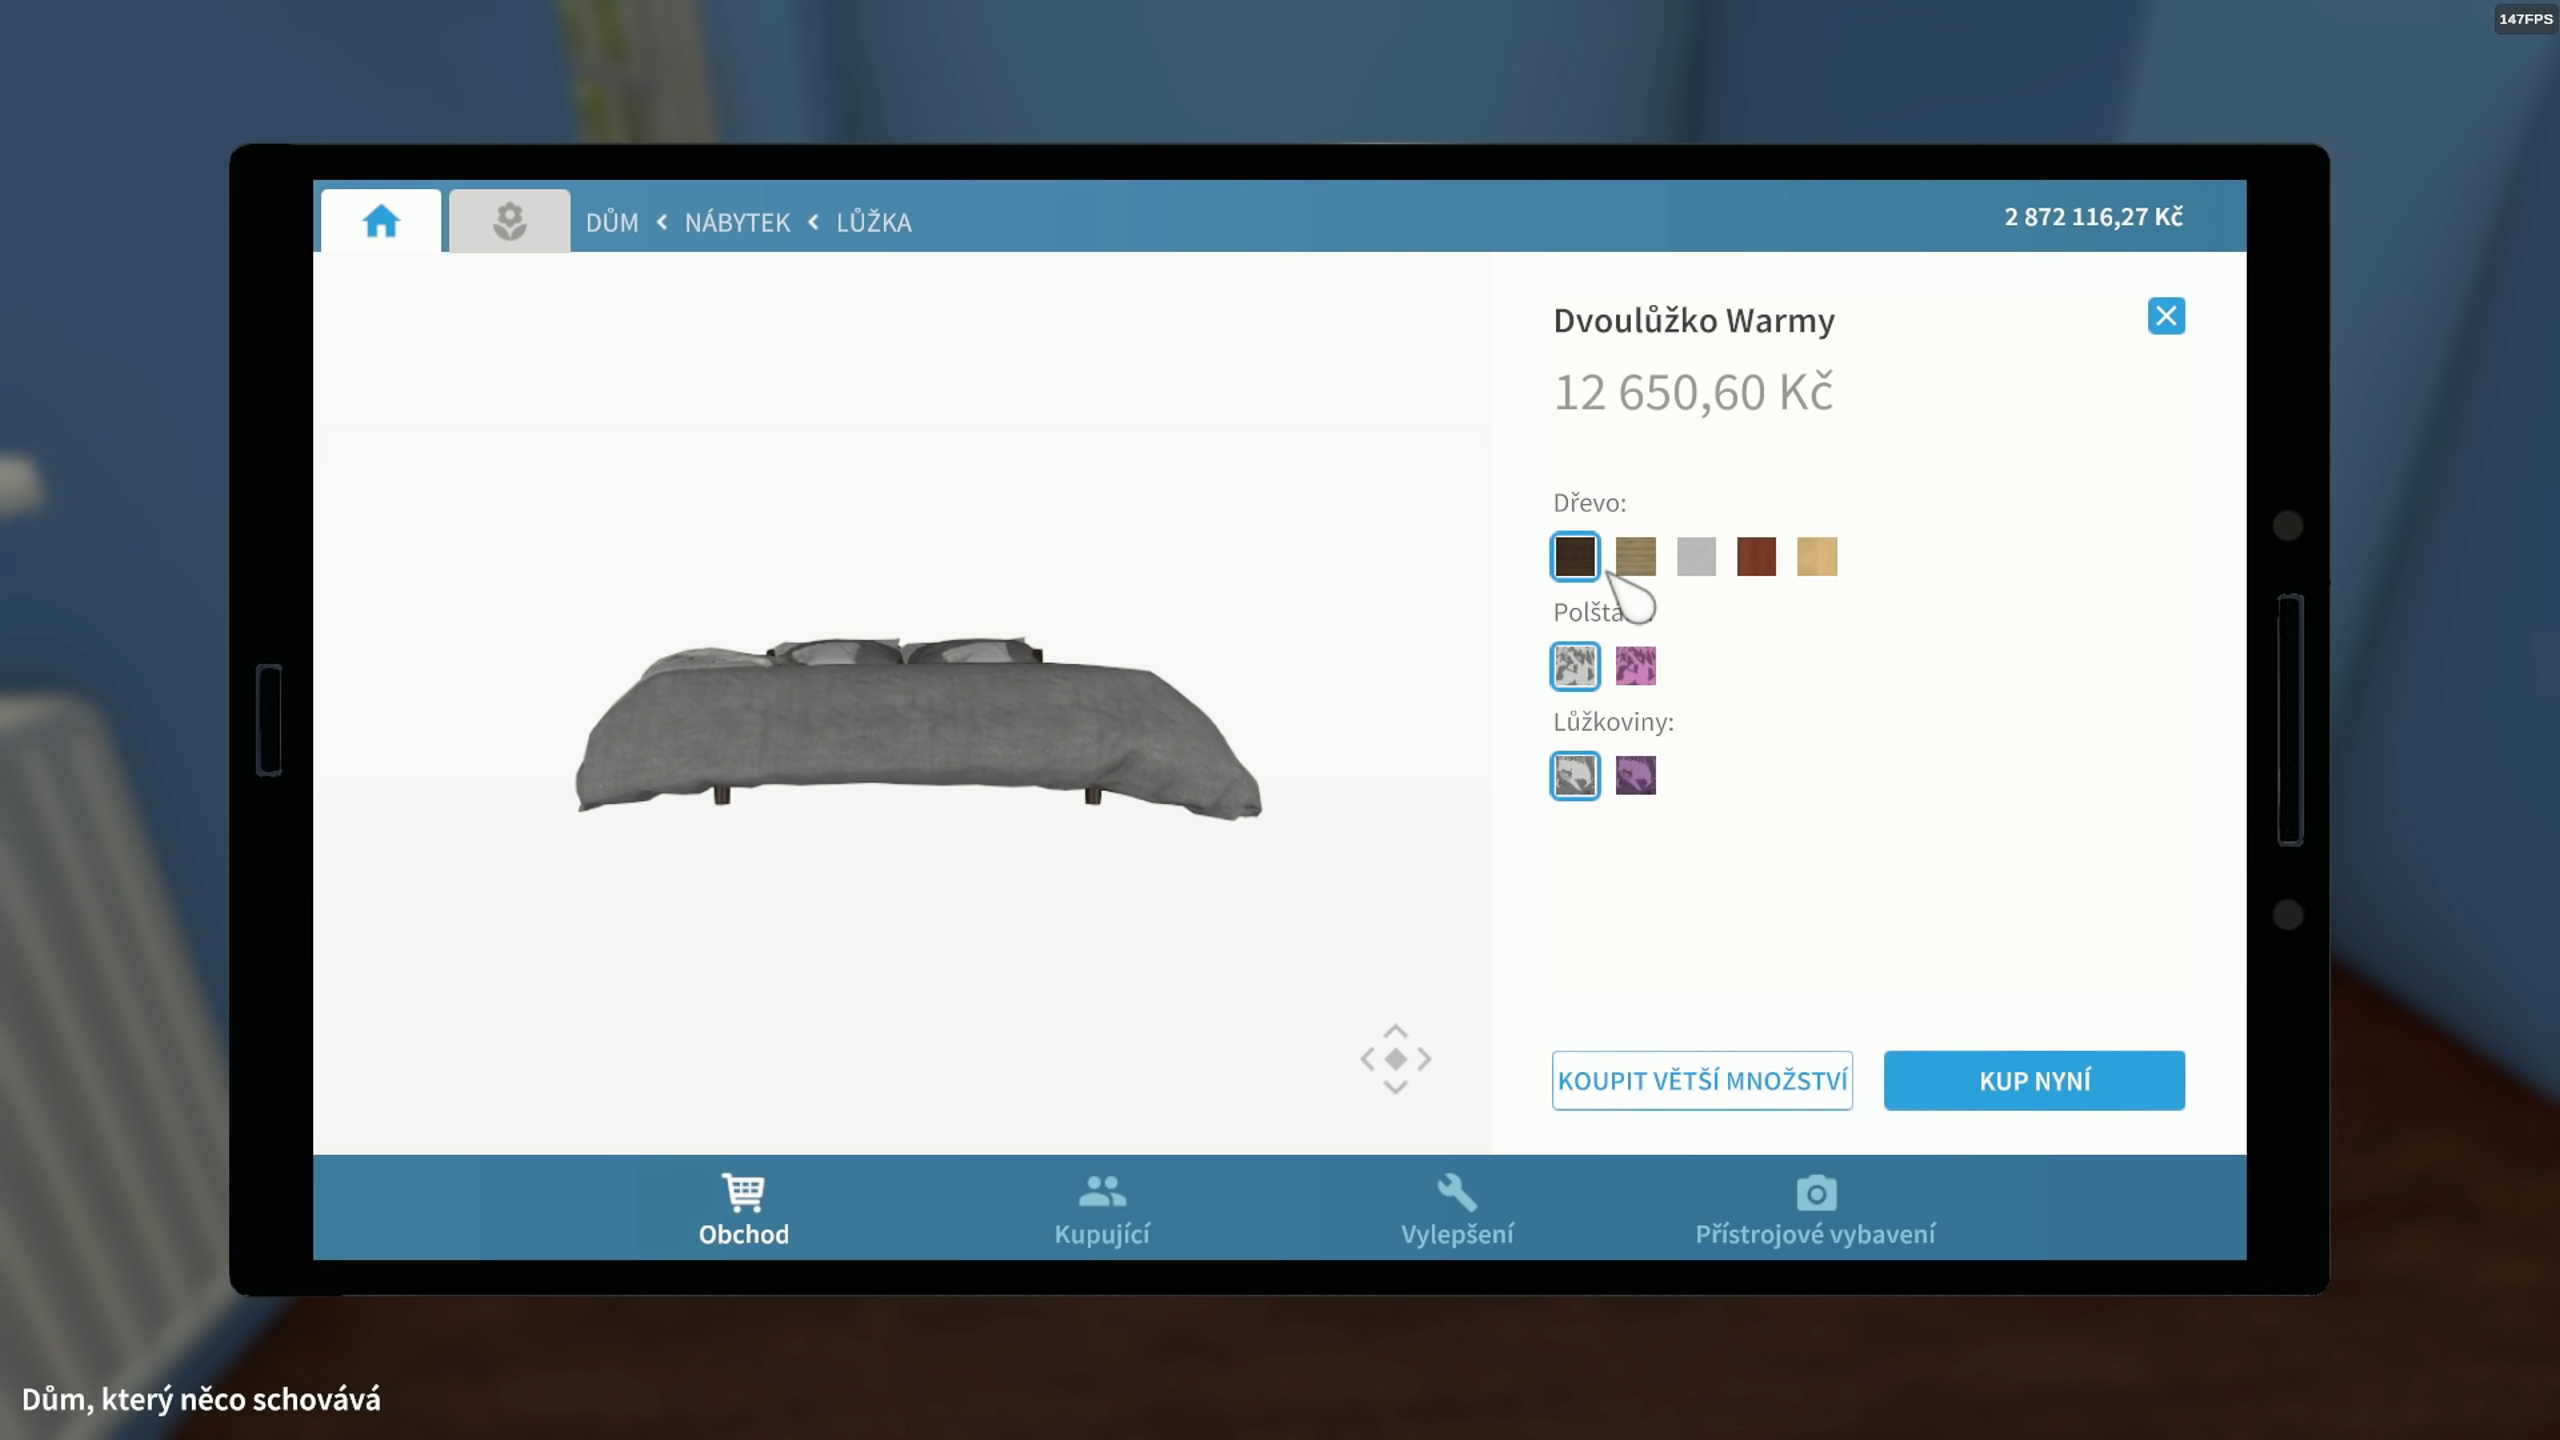 147FPS
DŮM < NÁBYTEK < LŮŽKA
2 872 116,27 Kč
Dvoulůžko Warmy
12 650,60 Kč
Dřevo:
Lůžkoviny:
KOUPIT VĚTŠÍ MNOŽSTVÍ
KUP NYNÍ
Obchod
Kupující
Vylepšení
Přístrojové vybavení
Dům, který něco schovává